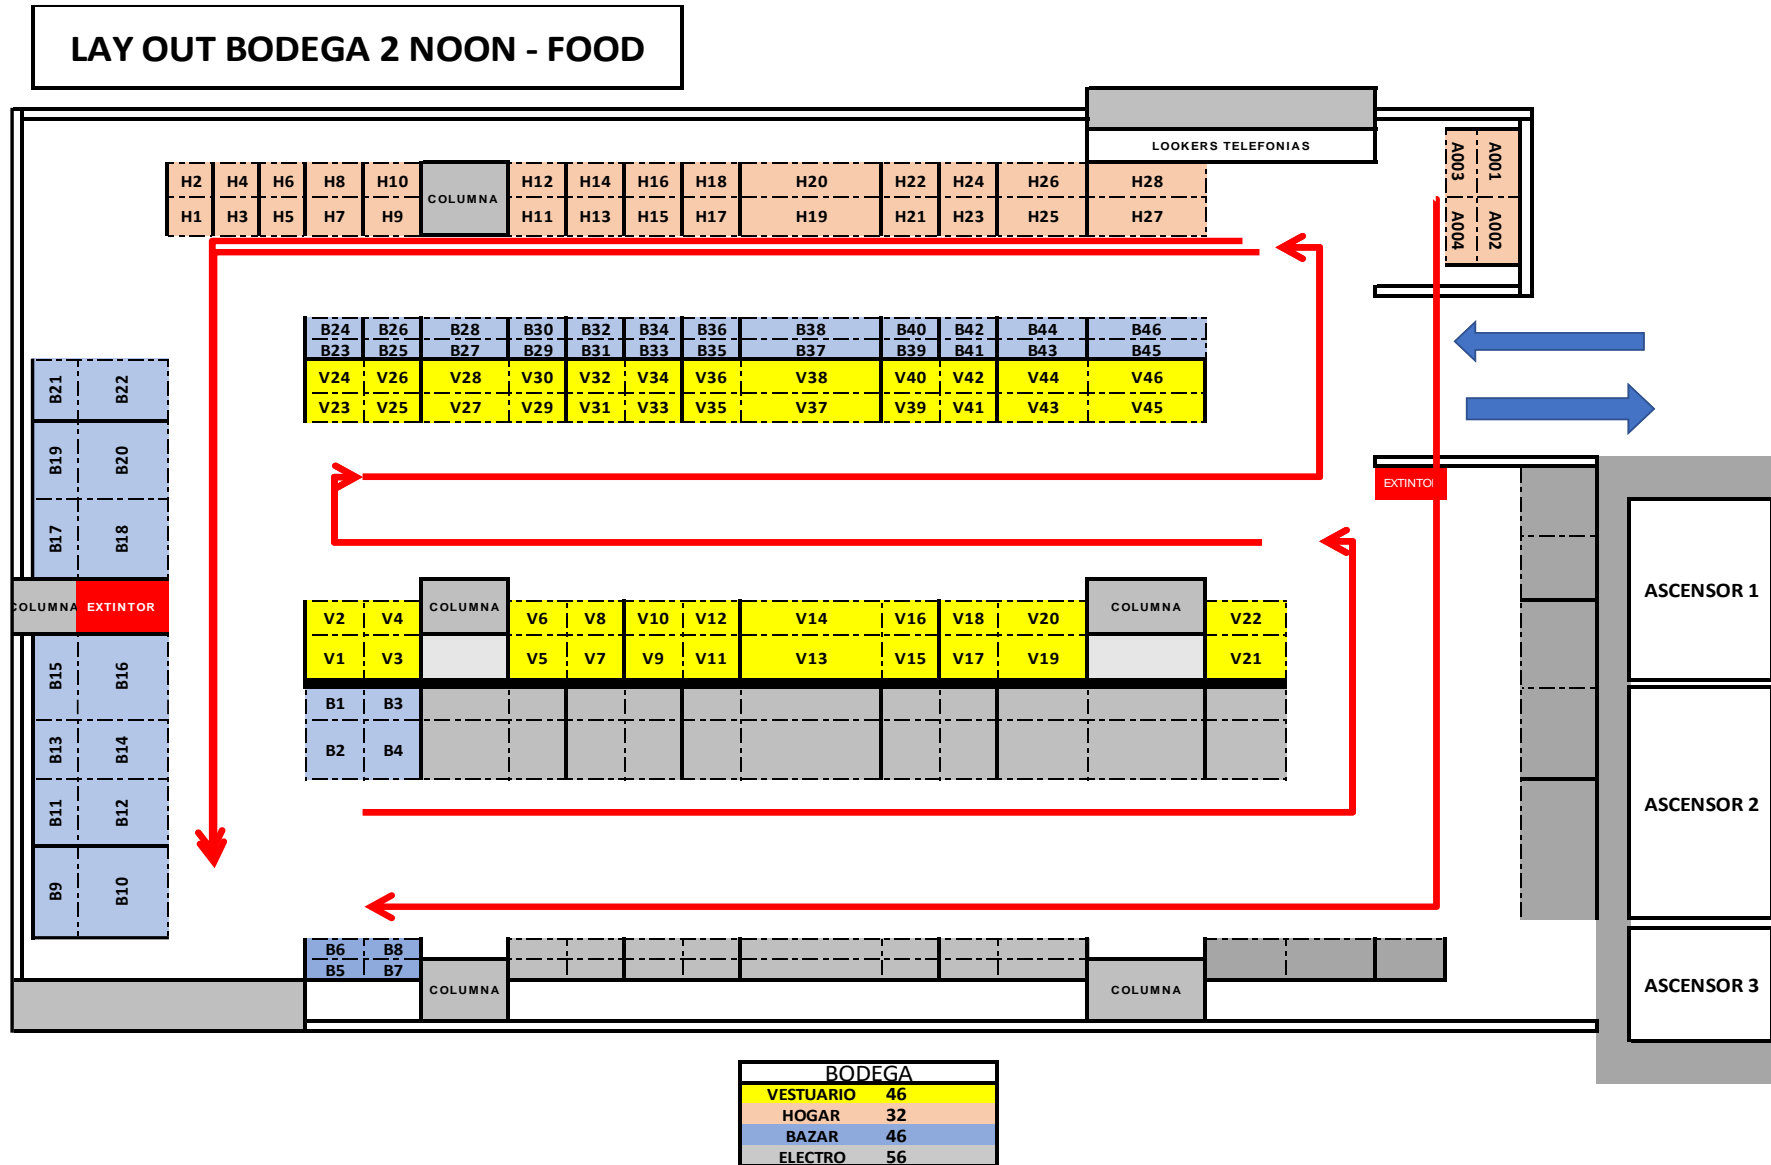 LAY OUT BODEGA 2 NOON - FOOD
LOOKERS TELEFONIAS
A003 A001
A004 A002
H2 H4 H6 H8 H10 COLUMNA H12 H14 H16 H18 H20 H22 H24 H26 H28
H1 H3 H5 H7 H9 H11 H13 H15 H17 H19 H21 H23 H25 H27
B24 B26 B28 B30 B32 B34 B36 B38 B40 B42 B44 B46
B23 B25 B27 B29 B31 B33 B35 B37 B39 B41 B43 B45
V24 V26 V28 V30 V32 V34 V36 V38 V40 V42 V44 V46
V23 V25 V27 V29 V31 V33 V35 V37 V39 V41 V43 V45
B21 B22
B19 B20
B17 B18
COLUMNA EXTINTOR
B15 B16
B13 B14
B11 B12
B9 B10
EXTINTO
COLUMNA COLUMNA
V2 V4 V6 V8 V10 V12 V14 V16 V18 V20 V22
V1 V3 V5 V7 V9 V11 V13 V15 V17 V19 V21
B1 B3
B2 B4
B6 B8
B5 B7
COLUMNA COLUMNA
ASCENSOR 1
ASCENSOR 2
ASCENSOR 3
BODEGA
VESTUARIO 46
HOGAR 32
BAZAR 46
ELECTRO 56